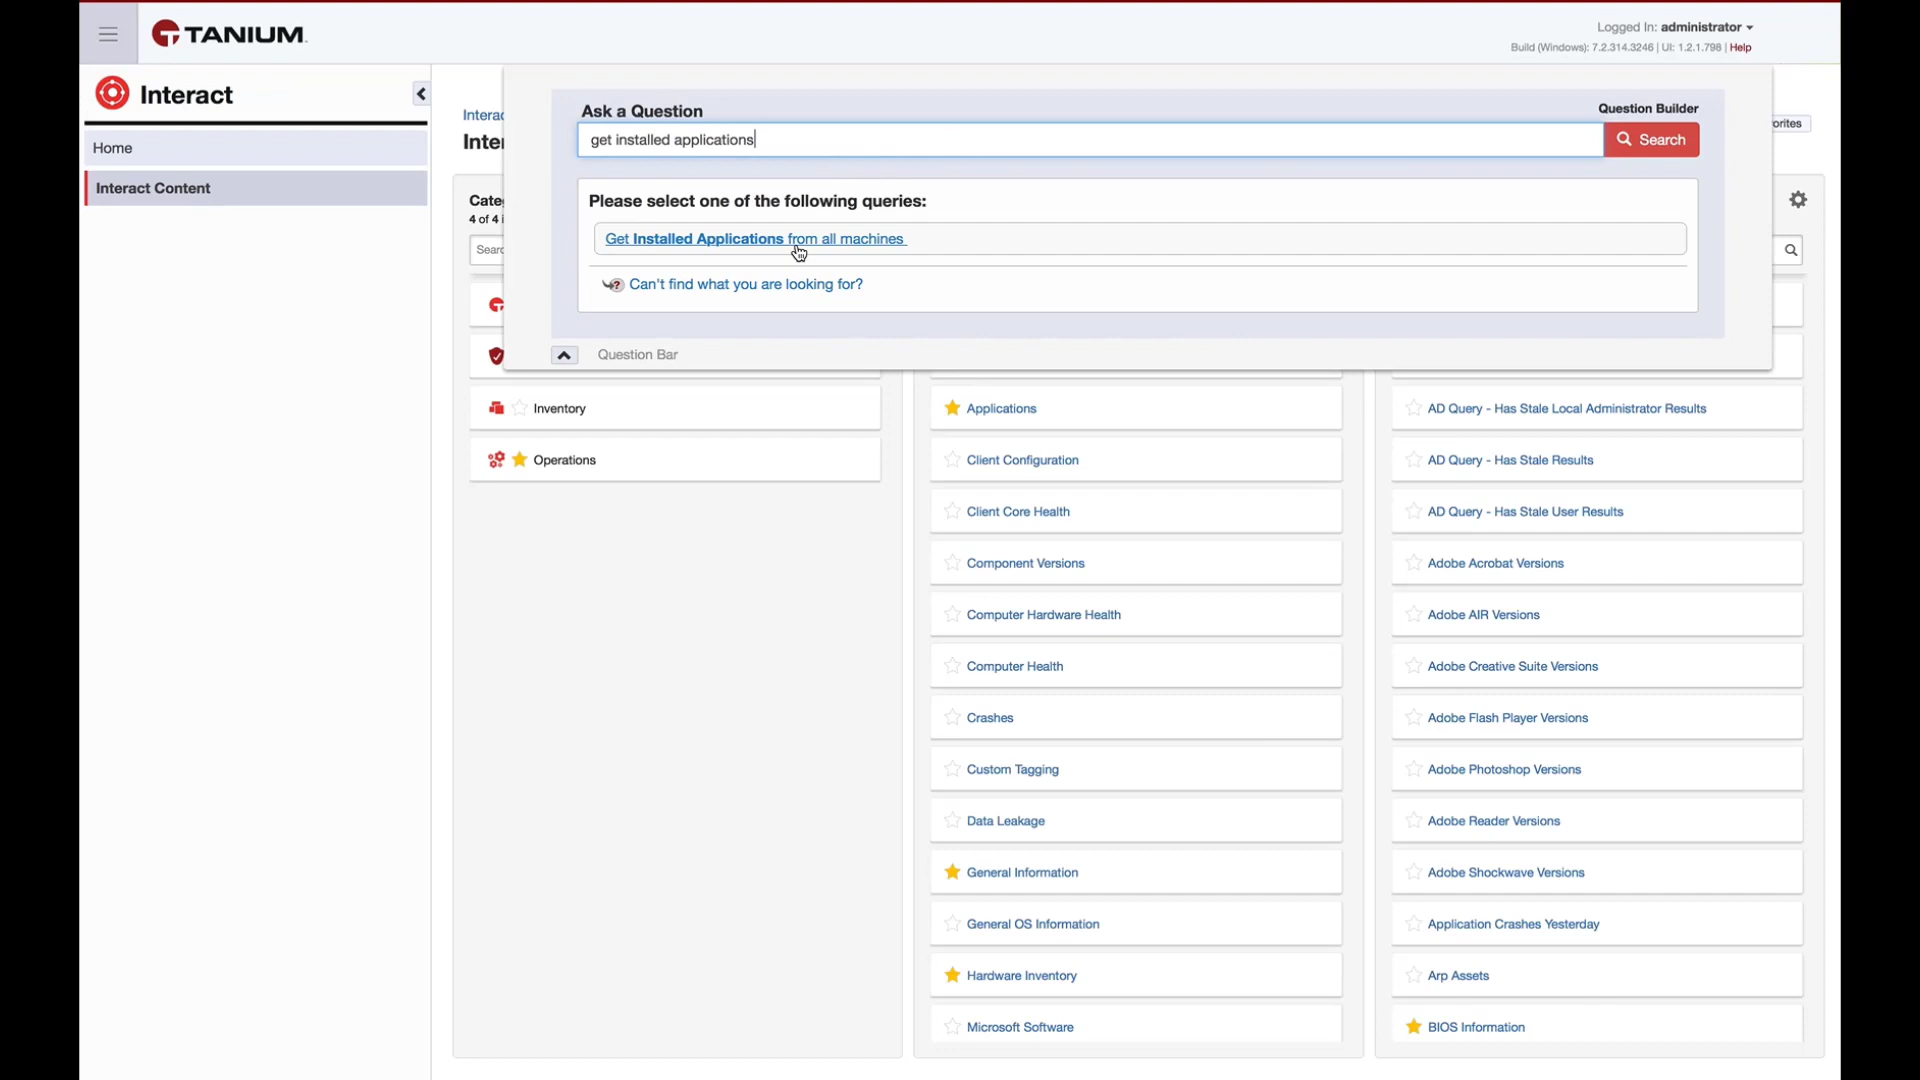 TANIUM
Logged In: administrator
Build (Windows): 7.2.314.3246 | UI: 1.2.1.798 | Help
Interact
Home
Interact Content
Ask a Question
Question Builder
get installed applications
Search
Please select one of the following queries:
Get Installed Applications from all machines
Can't find what you are looking for?
Question Bar
4 of 4
Inventory
Operations
Applications
Client Configuration
Client Core Health
Component Versions
Computer Hardware Health
Computer Health
Crashes
Custom Tagging
Data Leakage
General Information
General OS Information
Hardware Inventory
Microsoft Software
AD Query - Has Stale Local Administrator Results
AD Query - Has Stale Results
AD Query - Has Stale User Results
Adobe Acrobat Versions
Adobe AIR Versions
Adobe Creative Suite Versions
Adobe Flash Player Versions
Adobe Photoshop Versions
Adobe Reader Versions
Adobe Shockwave Versions
Application Crashes Yesterday
Arp Assets
BIOS Information